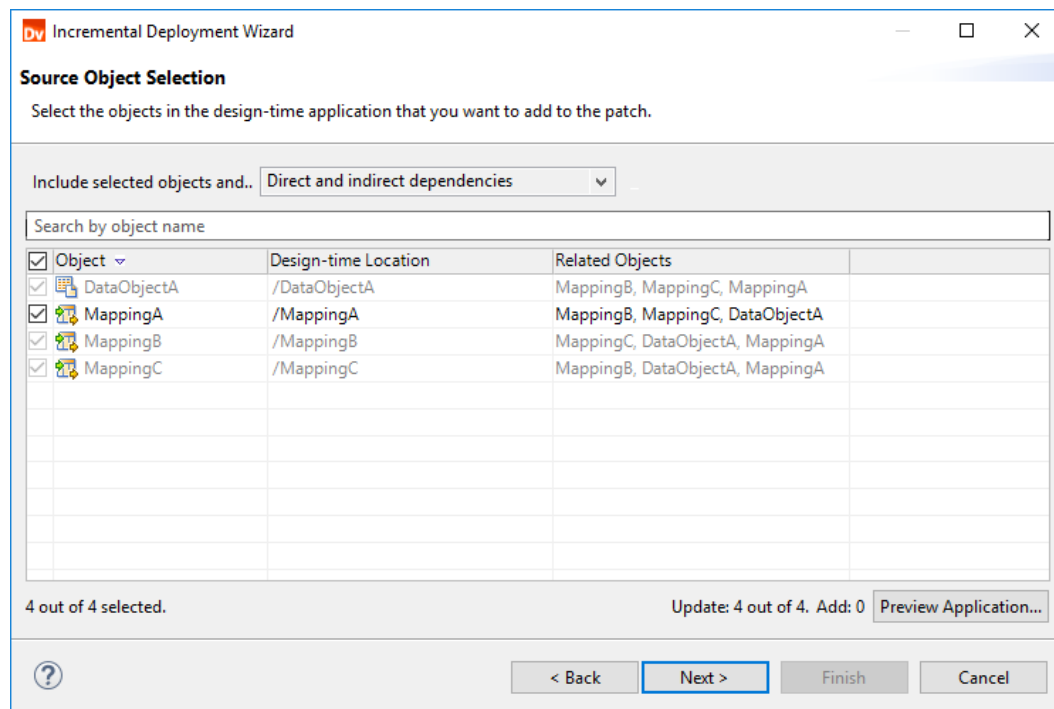 Dv Incremental Deployment Wizard
Source Object Selection
Select the objects in the design-time application that you want to add to the patch.
Include selected objects and.. Direct and indirect dependencies
Search by object name
Object Design-time Location Related Objects
DataObjectA /DataObjectA MappingB, MappingC, MappingA
MappingA /MappingA MappingB, MappingC, DataObjectA
MappingB /MappingB MappingC, DataObjectA, MappingA
MappingC /MappingC MappingB, DataObjectA, MappingA
4 out of 4 selected. Update: 4 out of 4. Add: 0 Preview Application...
? < Back Next > Finish Cancel